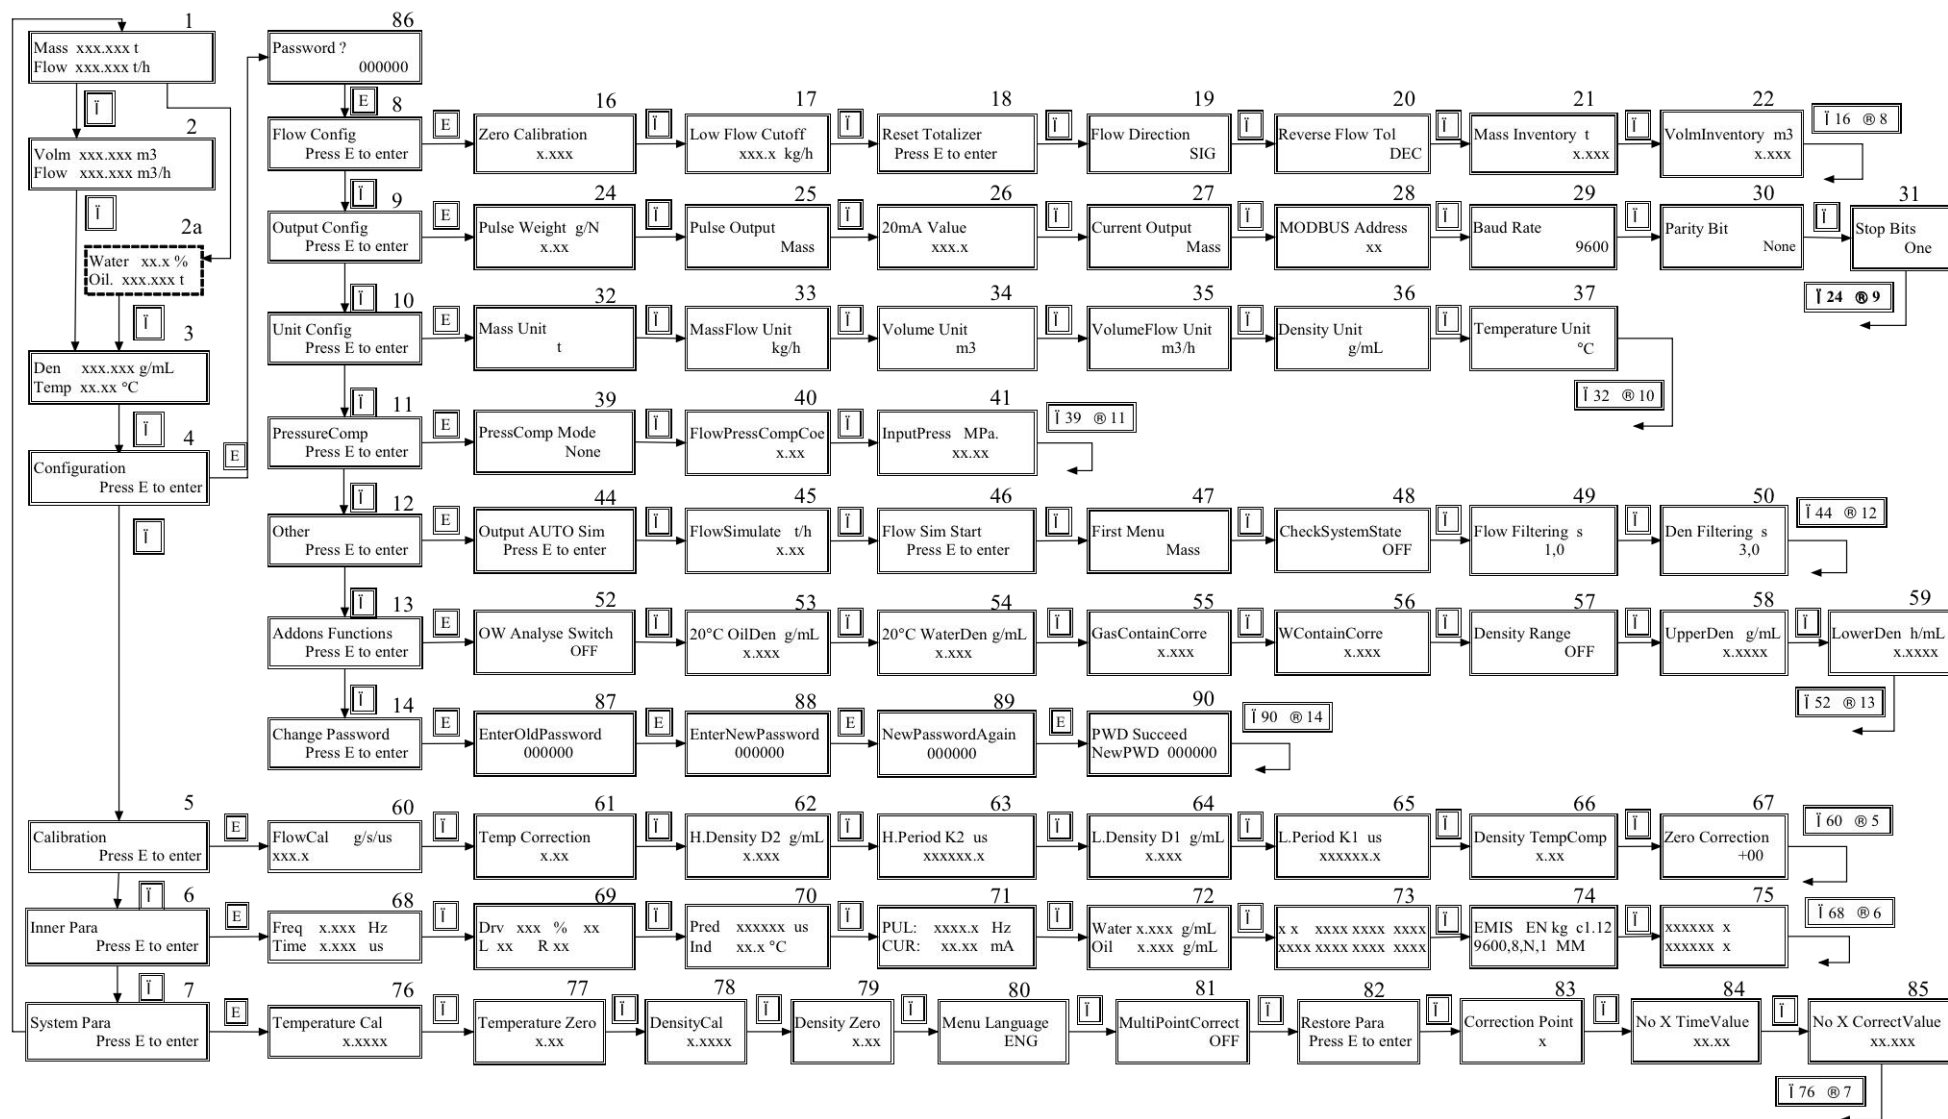 1
Mass xxx.xxx t
Flow xxx.xxx t/h
Ï
2
Volm xxx.xxx m3
Flow xxx.xxx m3/h
Ï
2a
Water xx.x %
Oil. xxx.xxx t
Ï
3
Den xxx.xxx g/mL
Temp xx.xx °C
Ï
4
Configuration
Press E to enter
E
Ï
86
Password ?
000000
E
8
Flow Config
Press E to enter
E
16
Zero Calibration
x.xxx
Ï
17
Low Flow Cutoff
xxx.x kg/h
Ï
18
Reset Totalizer
Press E to enter
Ï
19
Flow Direction
SIG
Ï
20
Reverse Flow Tol
DEC
Ï
21
Mass Inventory t
x.xxx
Ï
22
VolmInventory m3
x.xxx
Ï 16 ® 8
Ï
9
Output Config
Press E to enter
E
24
Pulse Weight g/N
x.xx
Ï
25
Pulse Output
Mass
Ï
26
20mA Value
xxx.x
Ï
27
Current Output
Mass
Ï
28
MODBUS Address
xx
Ï
29
Baud Rate
9600
Ï
30
Parity Bit
None
Ï
31
Stop Bits
One
Ï 24 ® 9
Ï
10
Unit Config
Press E to enter
E
32
Mass Unit
t
Ï
33
MassFlow Unit
kg/h
Ï
34
Volume Unit
m3
Ï
35
VolumeFlow Unit
m3/h
Ï
36
Density Unit
g/mL
Ï
37
Temperature Unit
°C
Ï 32 ® 10
Ï
11
PressureComp
Press E to enter
E
39
PressComp Mode
None
Ï
40
FlowPressCompCoe
x.xx
Ï
41
InputPress MPa.
xx.xx
Ï 39 ® 11
Ï
12
Other
Press E to enter
E
44
Output AUTO Sim
Press E to enter
Ï
45
FlowSimulate t/h
x.xx
Ï
46
Flow Sim Start
Press E to enter
Ï
47
First Menu
Mass
Ï
48
CheckSystemState
OFF
Ï
49
Flow Filtering s
1,0
Ï
50
Den Filtering s
3,0
Ï 44 ® 12
Ï
13
Addons Functions
Press E to enter
E
52
OW Analyse Switch
OFF
Ï
53
20°C OilDen g/mL
x.xxx
Ï
54
20°C WaterDen g/mL
x.xxx
Ï
55
GasContainCorre
x.xxx
Ï
56
WContainCorre
x.xxx
Ï
57
Density Range
OFF
Ï
58
UpperDen g/mL
x.xxxx
Ï
59
LowerDen h/mL
x.xxxx
Ï 52 ® 13
Ï
14
Change Password
Press E to enter
E
87
EnterOldPassword
000000
E
88
EnterNewPassword
000000
E
89
NewPasswordAgain
000000
E
90
PWD Succeed
NewPWD 000000
Ï 90 ® 14
5
Calibration
Press E to enter
E
60
FlowCal g/s/us
xxx.x
Ï
61
Temp Correction
x.xx
Ï
62
H.Density D2 g/mL
x.xxx
Ï
63
H.Period K2 us
xxxxxx.x
Ï
64
L.Density D1 g/mL
x.xxx
Ï
65
L.Period K1 us
xxxxxx.x
Ï
66
Density TempComp
x.xx
Ï
67
Zero Correction
+00
Ï 60 ® 5
Ï
6
Inner Para
Press E to enter
E
68
Freq x.xxx Hz
Time x.xxx us
Ï
69
Drv xxx % xx
L xx R xx
Ï
70
Pred xxxxxx us
Ind xx.x °C
Ï
71
PUL: xxxx.x Hz
CUR: xx.xx mA
Ï
72
Water x.xxx g/mL
Oil x.xxx g/mL
Ï
73
x x xxxx xxxx xxxx
xxxx xxxx xxxx xxxx
Ï
74
EMIS EN kg c1.12
9600,8,N,1 MM
Ï
75
xxxxxx x
xxxxxx x
Ï 68 ® 6
Ï
7
System Para
Press E to enter
E
76
Temperature Cal
x.xxxx
Ï
77
Temperature Zero
x.xx
Ï
78
DensityCal
x.xxxx
Ï
79
Density Zero
x.xx
Ï
80
Menu Language
ENG
Ï
81
MultiPointCorrect
OFF
Ï
82
Restore Para
Press E to enter
Ï
83
Correction Point
x
Ï
84
No X TimeValue
xx.xx
Ï
85
No X CorrectValue
xx.xxx
Ï 76 ® 7